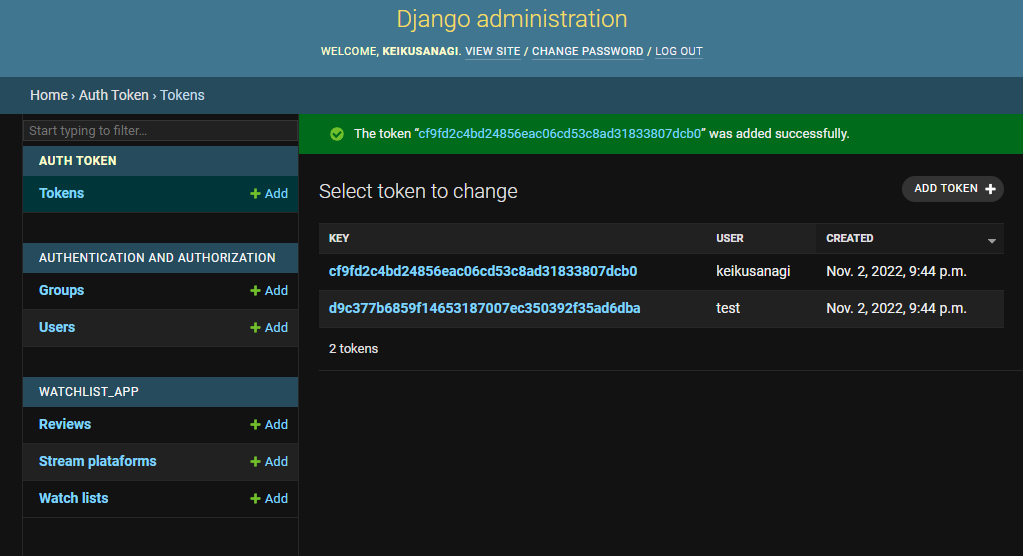 Django administration
WELCOME, KEIKUSANAGI. VIEW SITE / CHANGE PASSWORD / LOG OUT
Home › Auth Token › Tokens
Start typing to filter...
AUTH TOKEN
Tokens + Add
AUTHENTICATION AND AUTHORIZATION
Groups + Add
Users + Add
WATCHLIST_APP
Reviews + Add
Stream plataforms + Add
Watch lists + Add
The token “cf9fd2c4bd24856eac06cd53c8ad31833807dcb0” was added successfully.
Select token to change
ADD TOKEN +
KEY USER CREATED
cf9fd2c4bd24856eac06cd53c8ad31833807dcb0 keikusanagi Nov. 2, 2022, 9:44 p.m.
d9c377b6859f14653187007ec350392f35ad6dba test Nov. 2, 2022, 9:44 p.m.
2 tokens